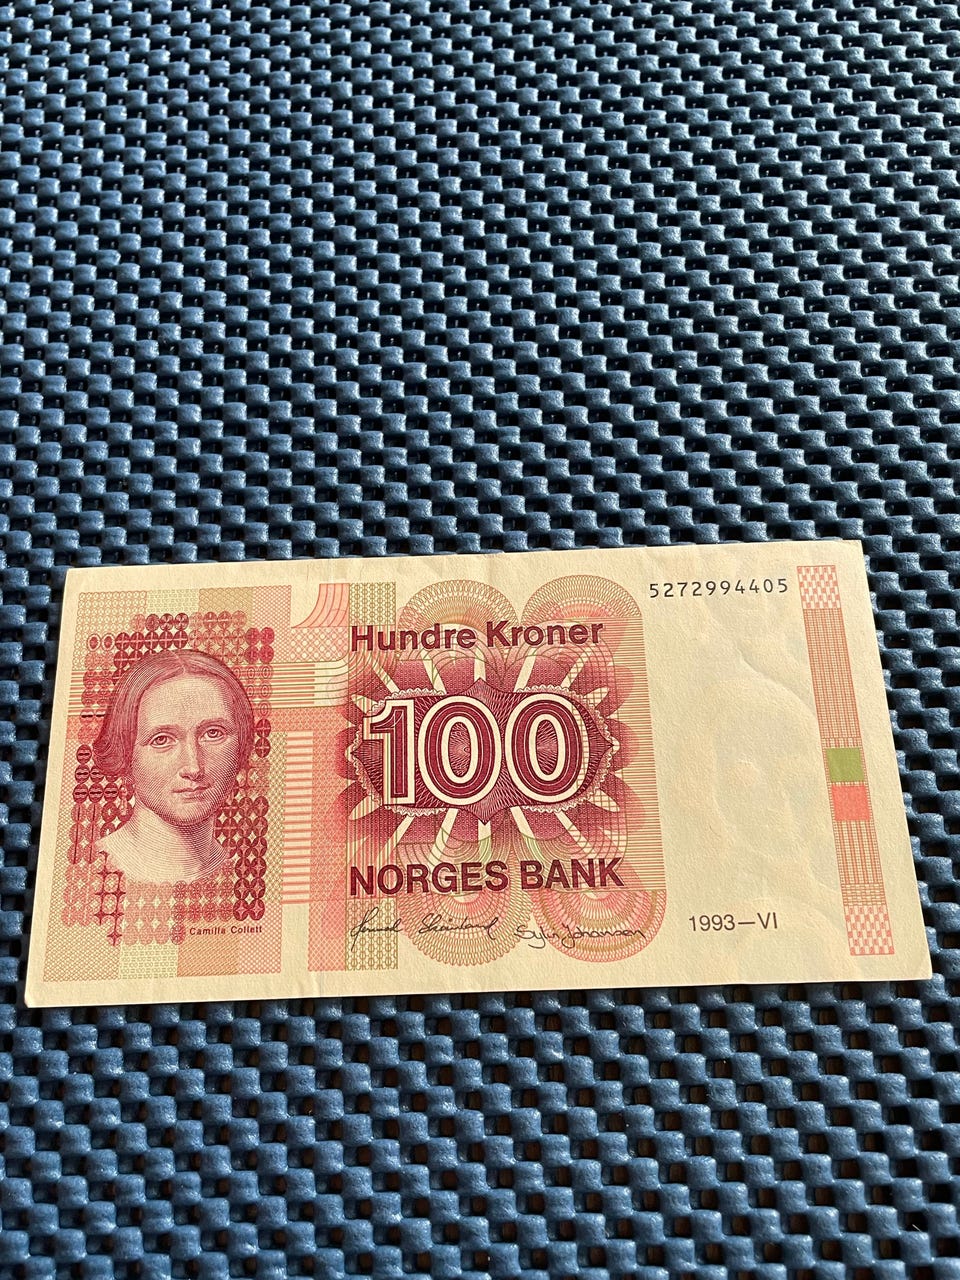 5272994405
Hundre Kroner
100
NORGES BANK
Camilla Collett
1993–VI